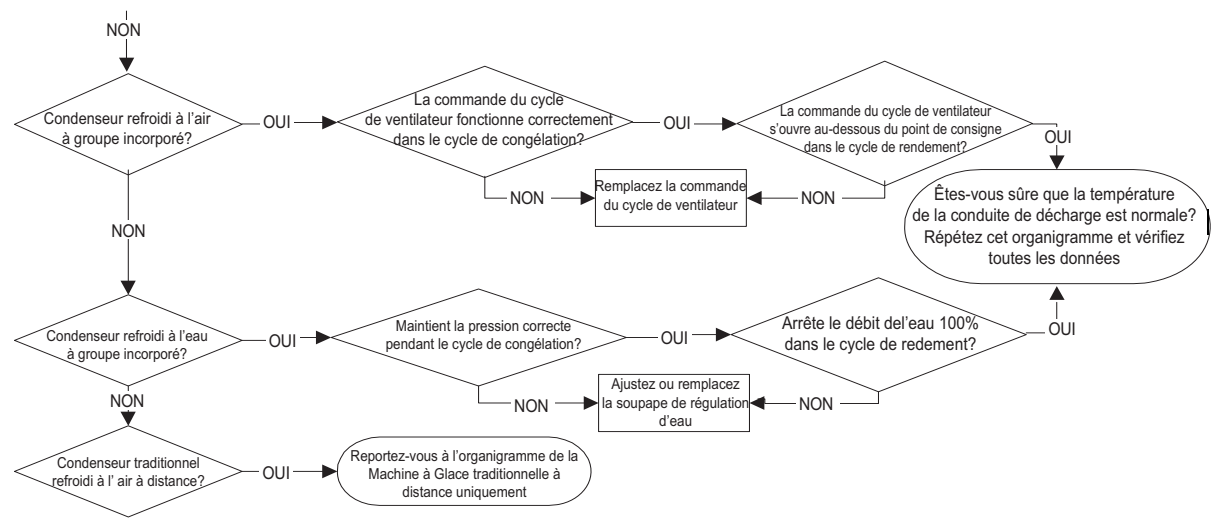 NON
Condenseur refroidi à l'air
à groupe incorporé?
OUI
La commande du cycle
de ventilateur fonctionne correctement
dans le cycle de congélation?
OUI
La commande du cycle de ventilateur
s'ouvre au-dessous du point de consigne
dans le cycle de rendement?
OUI
NON
Remplacez la commande
du cycle de ventilateur
NON
Êtes-vous sûre que la température
de la conduite de décharge est normale?
Répétez cet organigramme et vérifiez
toutes les données
NON
Condenseur refroidi à l'eau
à groupe incorporé?
OUI
Maintient la pression correcte
pendant le cycle de congélation?
OUI
Arrête le débit del'eau 100%
dans le cycle de redement?
OUI
NON
Ajustez ou remplacez
la soupape de régulation
d'eau
NON
NON
Condenseur traditionnel
refroidi à l' air à distance?
OUI
Reportez-vous à l'organigramme de la
Machine à Glace traditionnelle à
distance uniquement